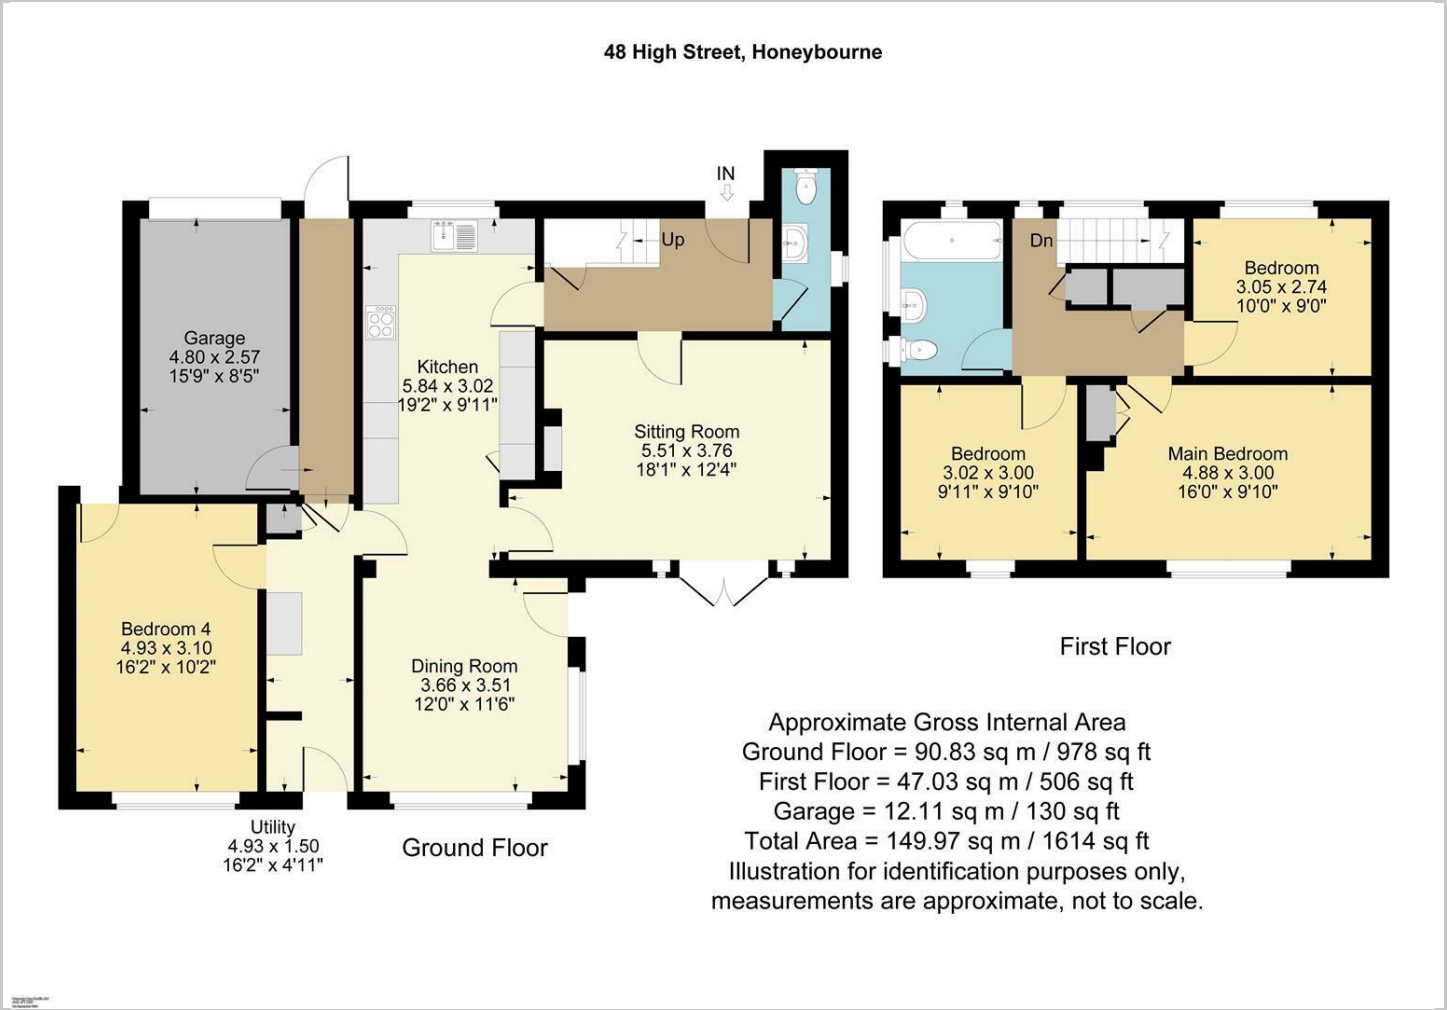 48 High Street, Honeybourne
IN
Up
Dn
Garage
4.80 x 2.57
15'9" x 8'5"
Kitchen
5.84 x 3.02
19'2" x 9'11"
Sitting Room
5.51 x 3.76
18'1" x 12'4"
Bedroom 4
4.93 x 3.10
16'2" x 10'2"
Dining Room
3.66 x 3.51
12'0" x 11'6"
Utility
4.93 x 1.50
16'2" x 4'11"
Ground Floor
Bedroom
3.05 x 2.74
10'0" x 9'0"
Bedroom
3.02 x 3.00
9'11" x 9'10"
Main Bedroom
4.88 x 3.00
16'0" x 9'10"
First Floor
Approximate Gross Internal Area
Ground Floor = 90.83 sq m / 978 sq ft
First Floor = 47.03 sq m / 506 sq ft
Garage = 12.11 sq m / 130 sq ft
Total Area = 149.97 sq m / 1614 sq ft
Illustration for identification purposes only,
measurements are approximate, not to scale.